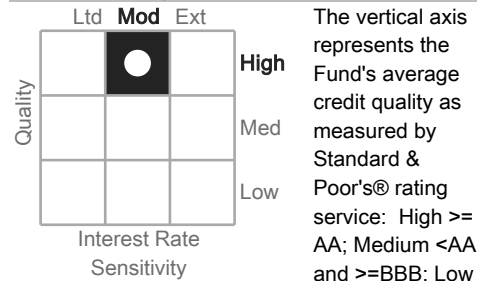 Ltd Mod Ext
Quality
High
Med
Low
Interest Rate
Sensitivity
The vertical axis
represents the
Fund's average
credit quality as
measured by
Standard &
Poor's® rating
service: High >=
AA; Medium <AA
and >=BBB; Low